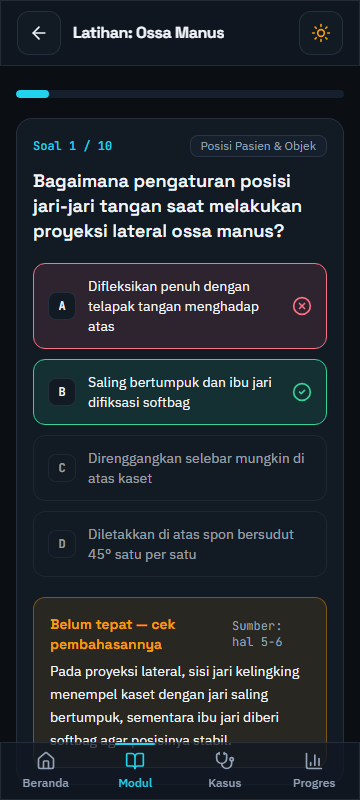 Latihan: Ossa Manus
Soal 1 / 10
Posisi Pasien & Objek
Bagaimana pengaturan posisi
jari-jari tangan saat melakukan
proyeksi lateral ossa manus?
A
Difleksikan penuh dengan
telapak tangan menghadap
atas
B
Saling bertumpuk dan ibu jari
difiksasi softbag
C
Direnggangkan selebar mungkin di
atas kaset
D
Diletakkan di atas spon bersudut
45° satu per satu
Belum tepat — cek
pembahasannya
Sumber:
hal 5-6
Pada proyeksi lateral, sisi jari kelingking
menempel kaset dengan jari saling
bertumpuk, sementara ibu jari diberi
softbag agar posisinya stabil.
Beranda
Modul
Kasus
Progres